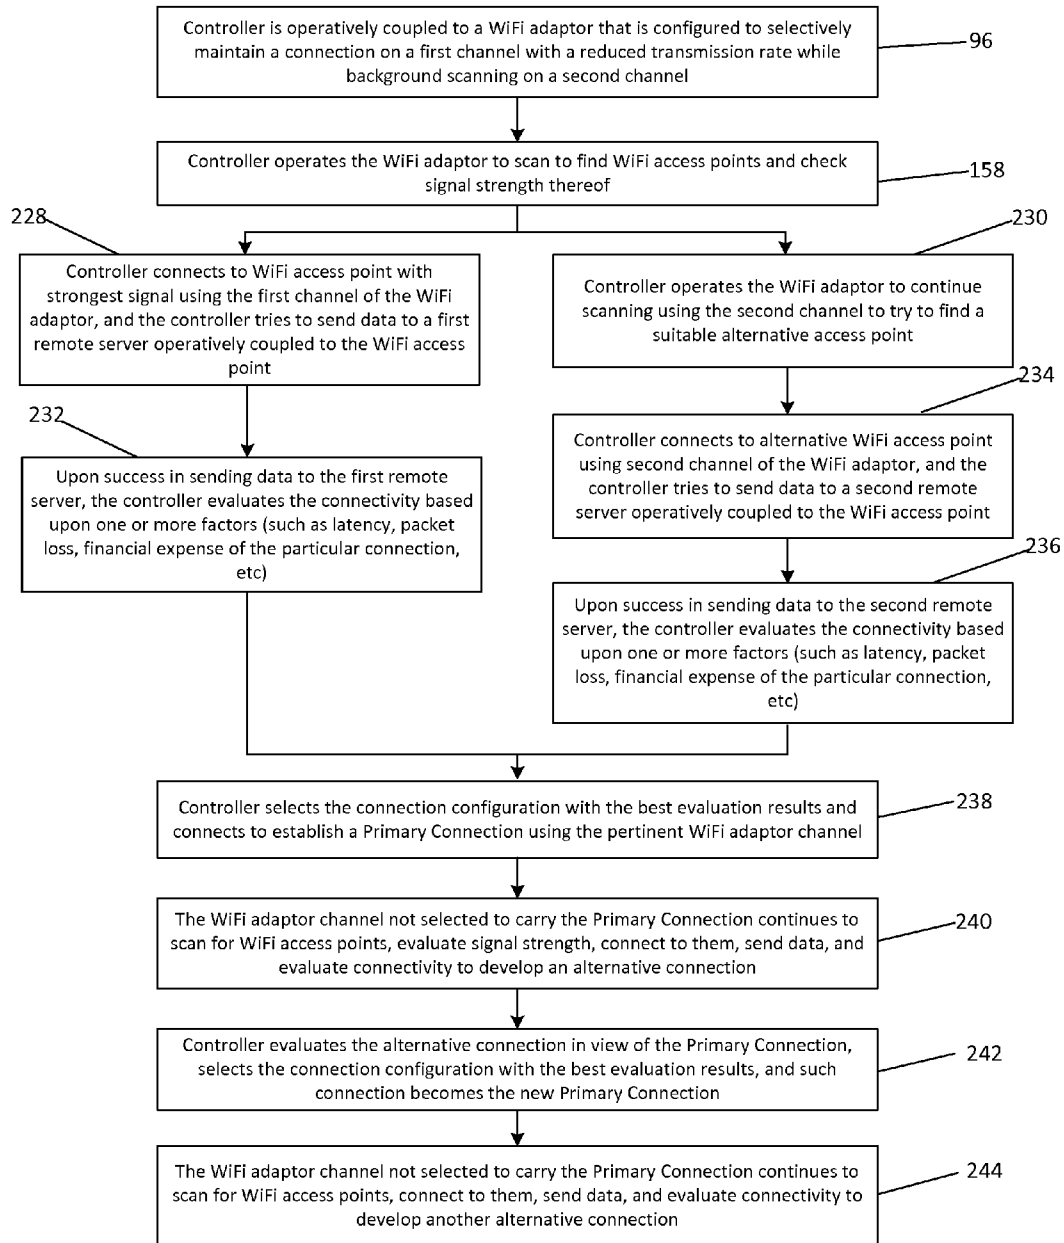 Controller is operatively coupled to a WiFi adaptor that is configured to selectively
maintain a connection on a first channel with a reduced transmission rate while
background scanning on a second channel
96
Controller operates the WiFi adaptor to scan to find WiFi access points and check
signal strength thereof
158
228
Controller connects to WiFi access point with
strongest signal using the first channel of the WiFi
adaptor, and the controller tries to send data to a first
remote server operatively coupled to the WiFi access
point
230
Controller operates the WiFi adaptor to continue
scanning using the second channel to try to find a
suitable alternative access point
232
Upon success in sending data to the first remote
server, the controller evaluates the connectivity based
upon one or more factors (such as latency, packet
loss, financial expense of the particular connection,
etc)
234
Controller connects to alternative WiFi access point
using second channel of the WiFi adaptor, and the
controller tries to send data to a second remote
server operatively coupled to the WiFi access point
236
Upon success in sending data to the second remote
server, the controller evaluates the connectivity based
upon one or more factors (such as latency, packet
loss, financial expense of the particular connection,
etc)
Controller selects the connection configuration with the best evaluation results and
connects to establish a Primary Connection using the pertinent WiFi adaptor channel
238
The WiFi adaptor channel not selected to carry the Primary Connection continues to
scan for WiFi access points, evaluate signal strength, connect to them, send data, and
evaluate connectivity to develop an alternative connection
240
Controller evaluates the alternative connection in view of the Primary Connection,
selects the connection configuration with the best evaluation results, and such
connection becomes the new Primary Connection
242
The WiFi adaptor channel not selected to carry the Primary Connection continues to
scan for WiFi access points, connect to them, send data, and evaluate connectivity to
develop another alternative connection
244